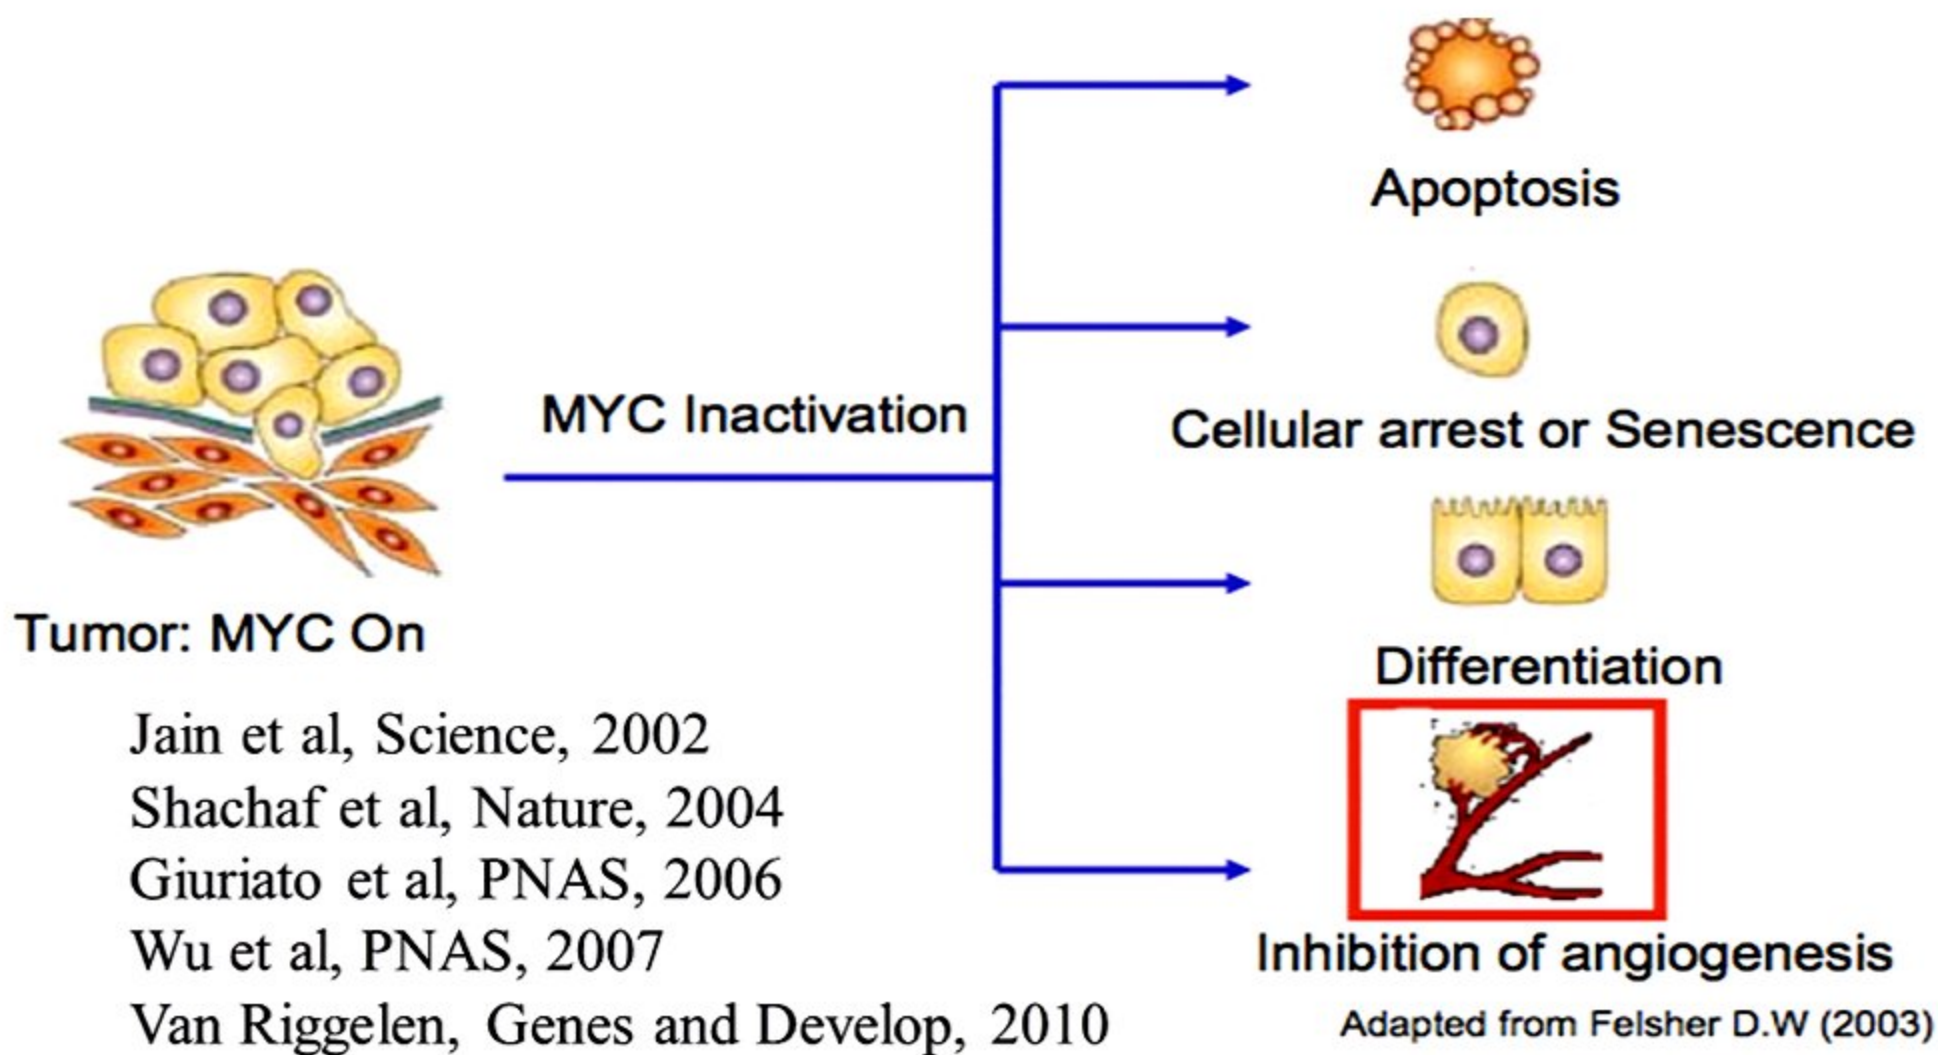 Apoptosis
MYC Inactivation
Cellular arrest or Senescence
Tumor: MYC On
Differentiation
Jain et al, Science, 2002
Shachaf et al, Nature, 2004
Giuriato et al, PNAS, 2006
Wu et al, PNAS, 2007
Van Riggelen, Genes and Develop, 2010
Inhibition of angiogenesis
Adapted from Felsher D.W (2003)